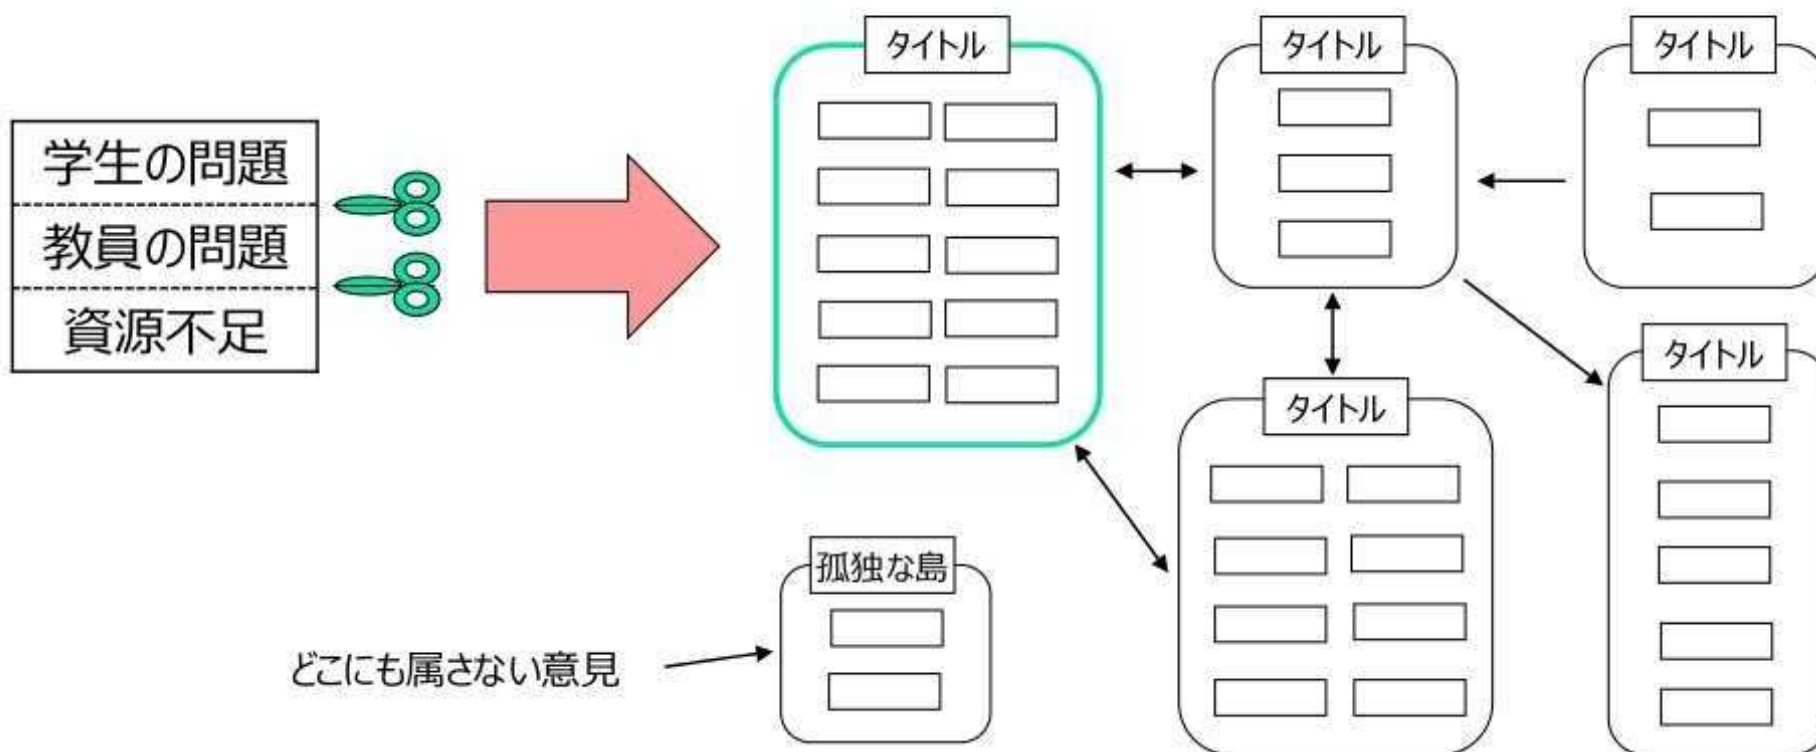 タイトル
タイトル
タイトル
学生の問題
教員の問題
資源不足
タイトル
タイトル
孤独な島
どこにも属さない意見